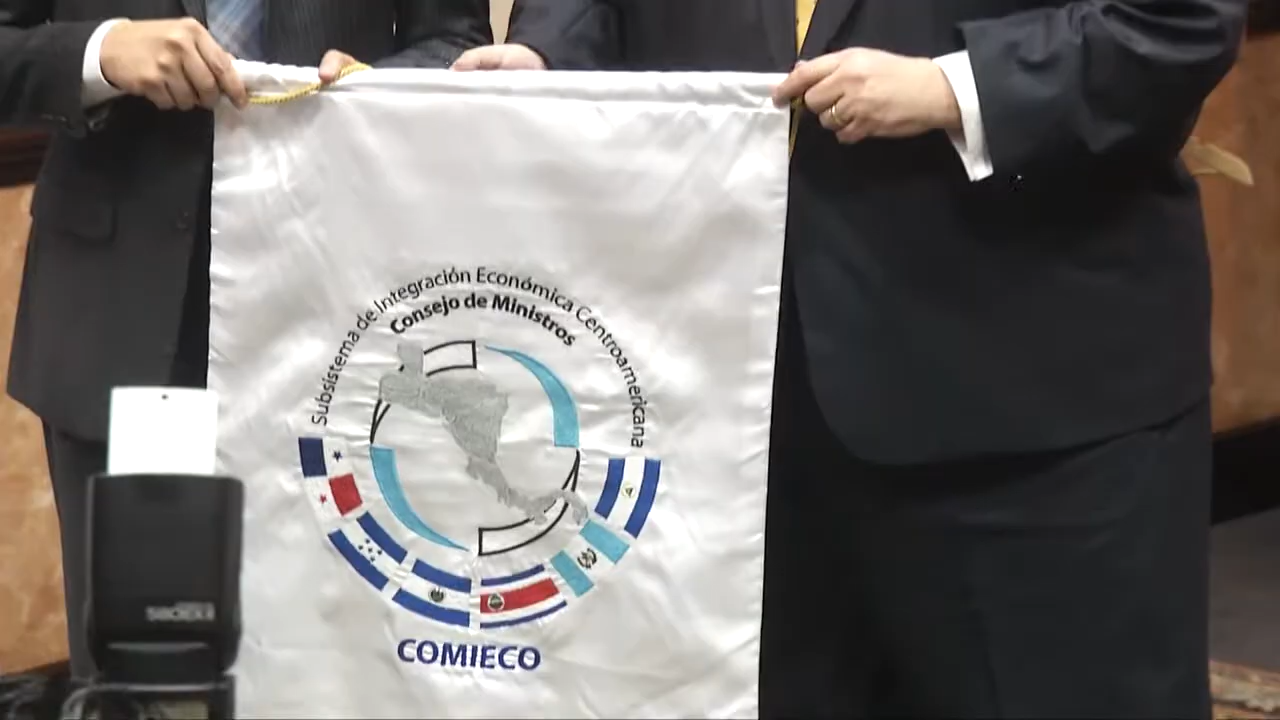 Subsistema de Integración Económica Centroamericana
Consejo de Ministros
COMIECO